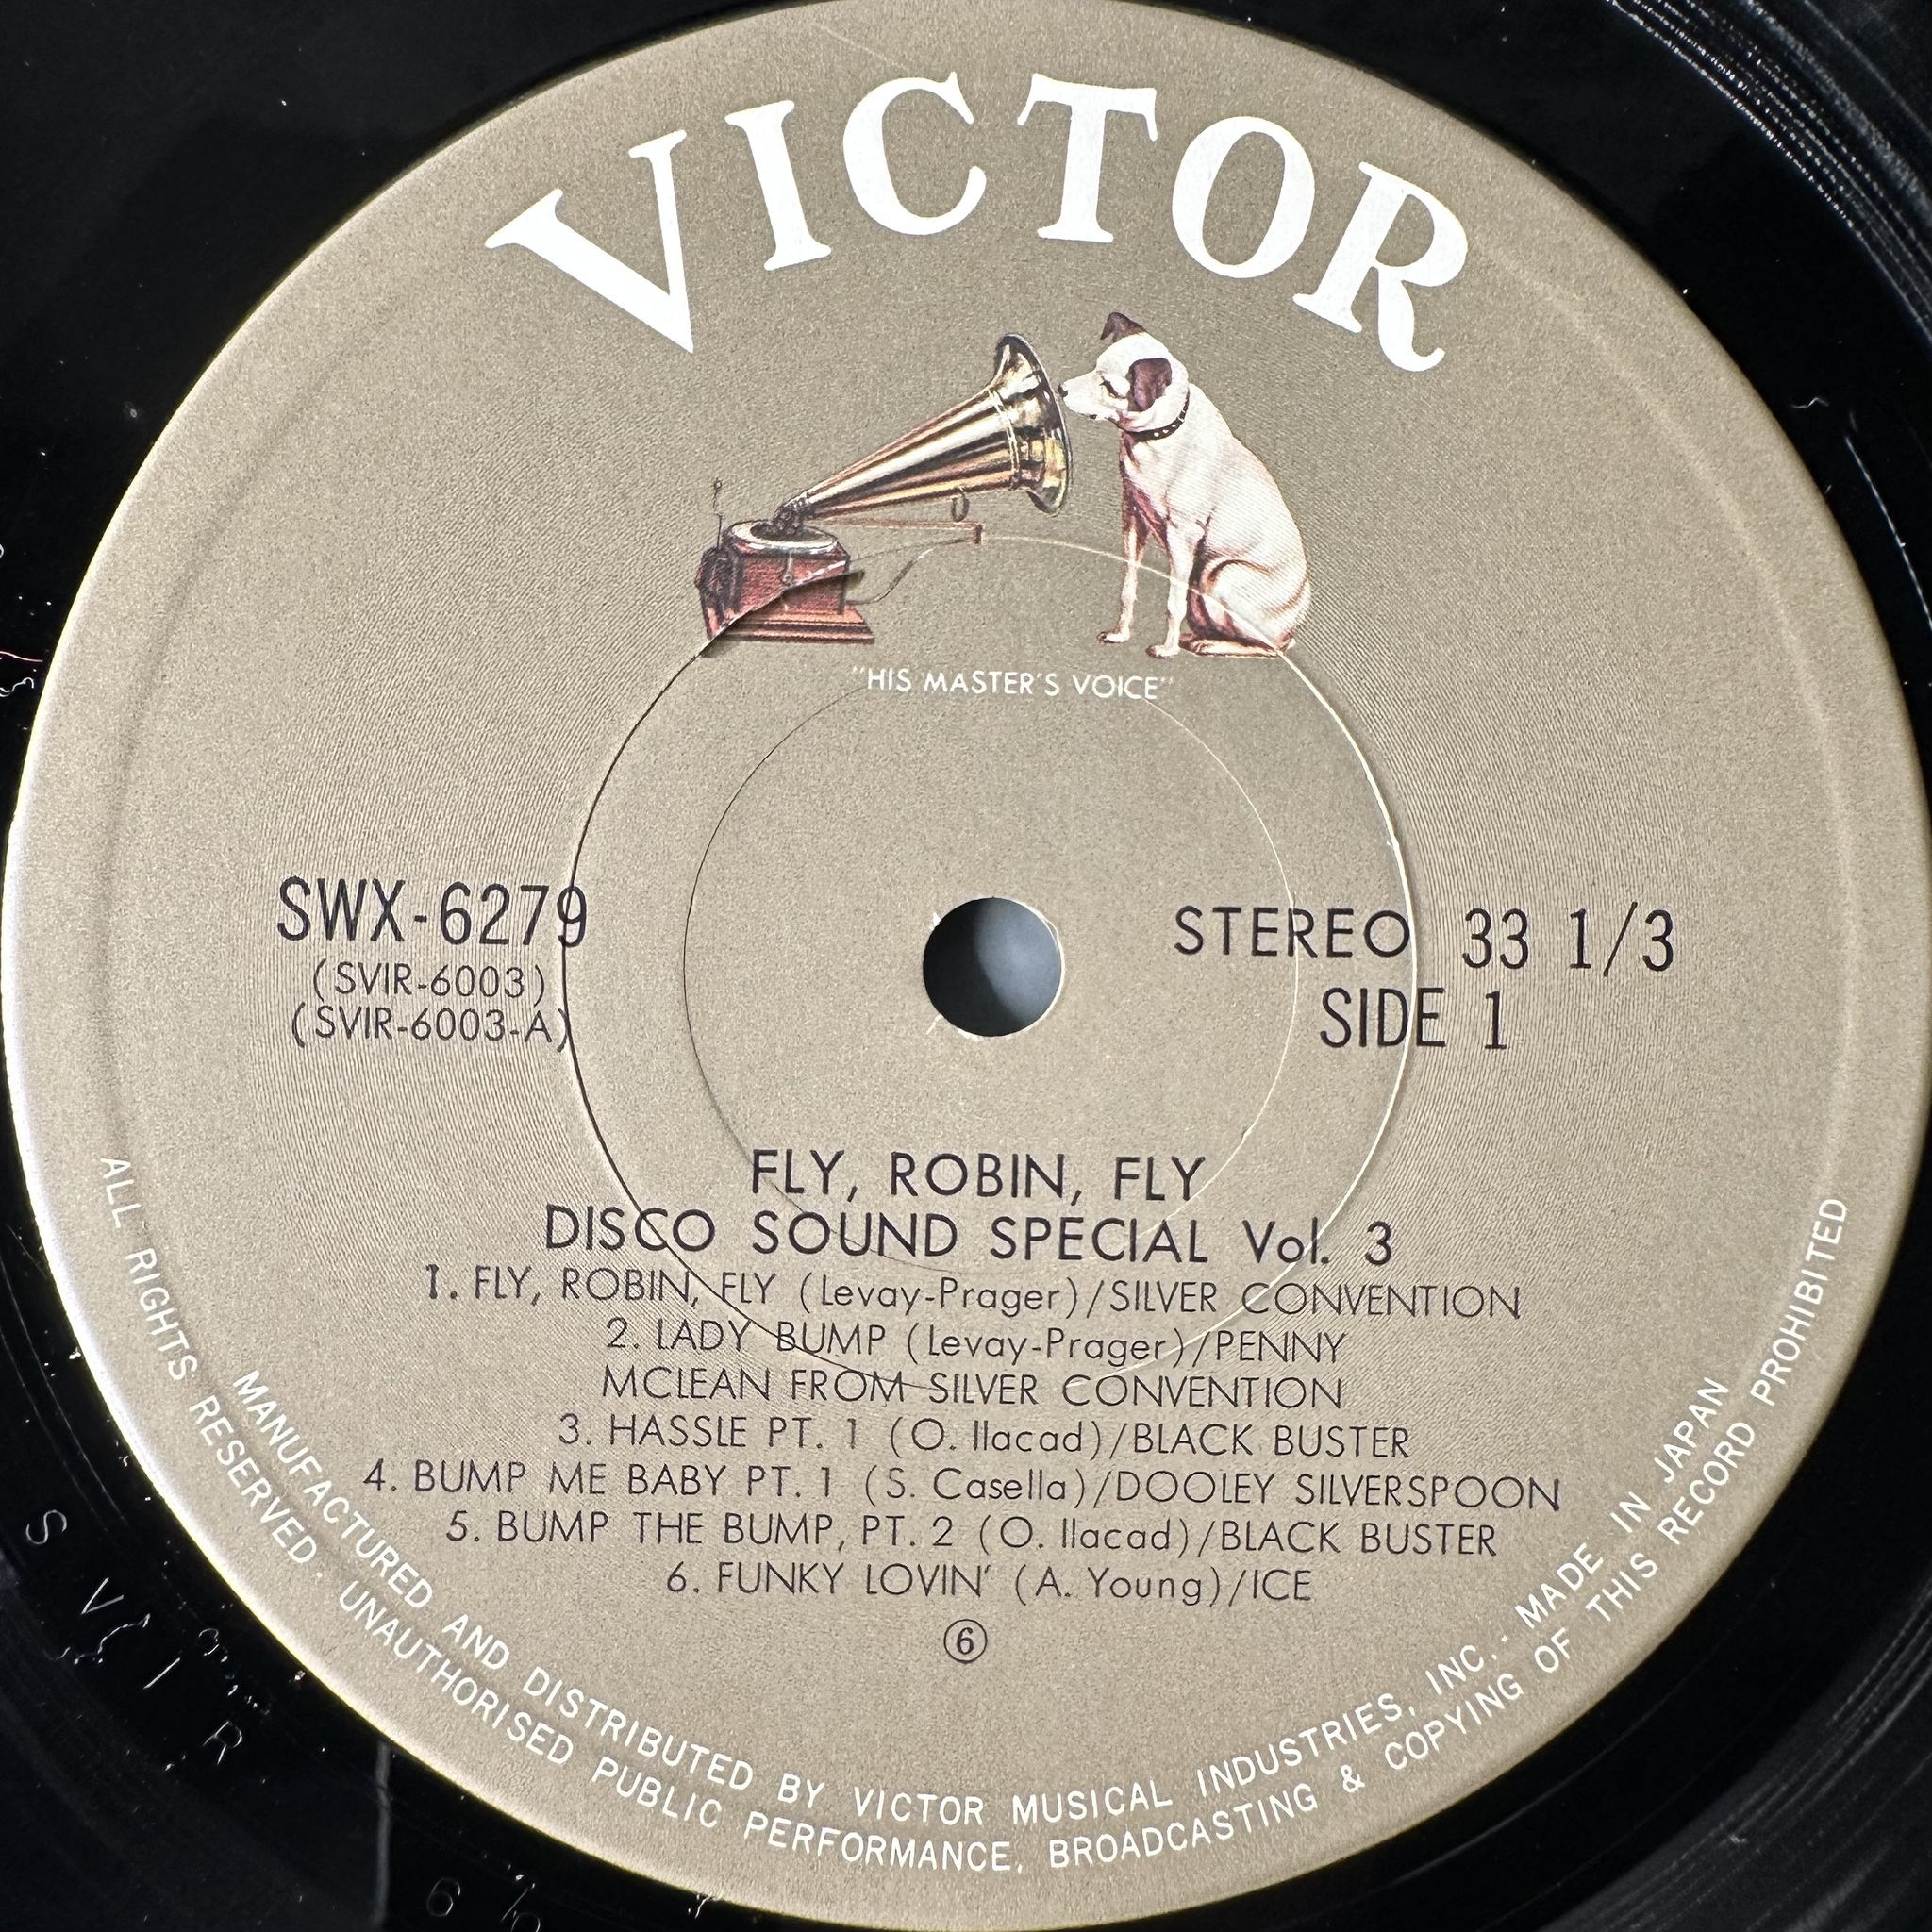 VICTOR
"HIS MASTER'S VOICE"
SWX-6279
(SVIR-6003)
(SVIR-6003-A)
STEREO 33 1/3
SIDE 1
FLY, ROBIN, FLY
DISCO SOUND SPECIAL Vol. 3
1. FLY, ROBIN, FLY (Levay-Prager)/SILVER CONVENTION
2. LADY BUMP (Levay-Prager)/PENNY
MCLEAN FROM SILVER CONVENTION
3. HASSLE PT. 1 (O. Ilacad)/BLACK BUSTER
4. BUMP ME BABY PT. 1 (S. Casella)/DOOLEY SILVERSPOON
5. BUMP THE BUMP, PT. 2 (O. Ilacad)/BLACK BUSTER
6. FUNKY LOVIN' (A. Young)/ICE
⑥
MANUFACTURED AND DISTRIBUTED BY VICTOR MUSICAL INDUSTRIES, INC. · MADE IN JAPAN
ALL RIGHTS RESERVED · UNAUTHORISED PUBLIC PERFORMANCE, BROADCASTING & COPYING OF THIS RECORD PROHIBITED
SVIR